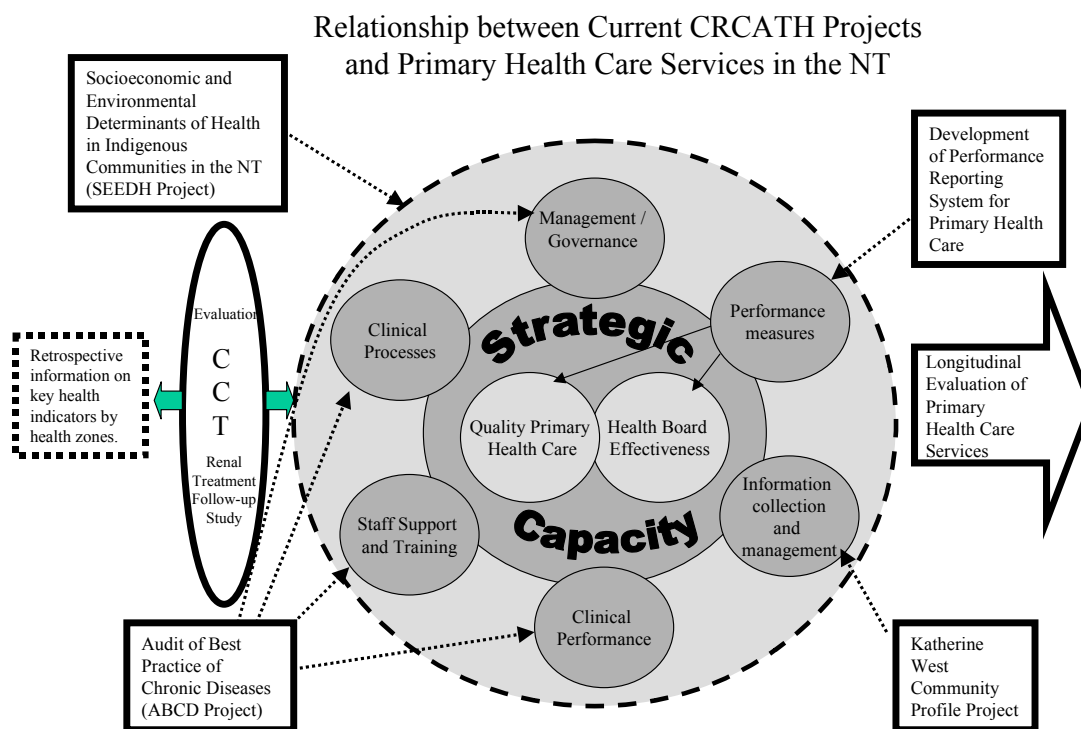 Relationship between Current CRCATH Projects
and Primary Health Care Services in the NT
Socioeconomic and
Environmental
Determinants of Health
in Indigenous
Communities in the NT
(SEEDH Project)
Development
of Performance
Reporting
System for
Primary Health
Care
Management /
Governance
Clinical
Processes
Performance
measures
Strategic
Quality Primary
Health Care
Health Board
Effectiveness
Capacity
Staff Support
and Training
Information
collection
and
management
Clinical
Performance
Evaluation
C
C
T
Renal
Treatment
Follow-up
Study
Retrospective
information on
key health
indicators by
health zones.
Longitudinal
Evaluation of
Primary
Health Care
Services
Audit of Best
Practice of
Chronic Diseases
(ABCD Project)
Katherine
West
Community
Profile Project